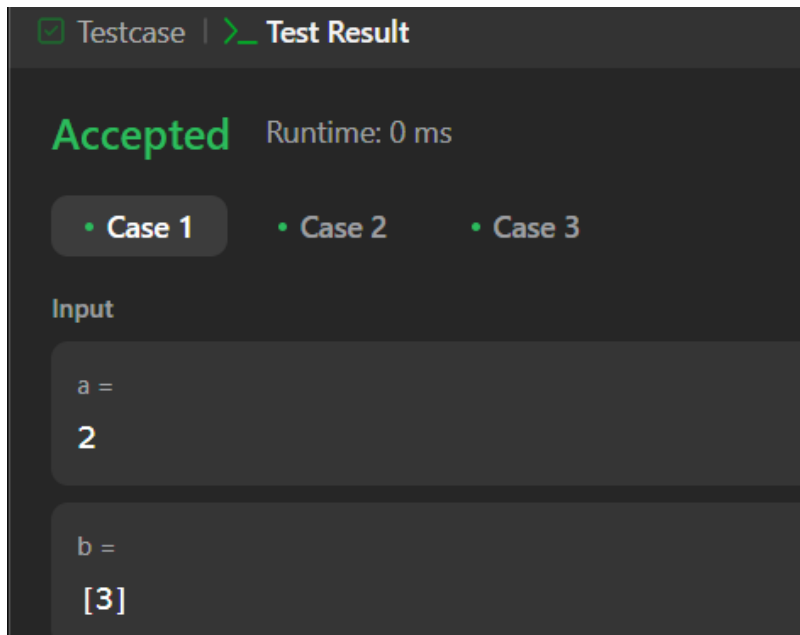 Testcase | >_ Test Result
Accepted Runtime: 0 ms
• Case 1 • Case 2 • Case 3
Input
a =
2
b =
[3]